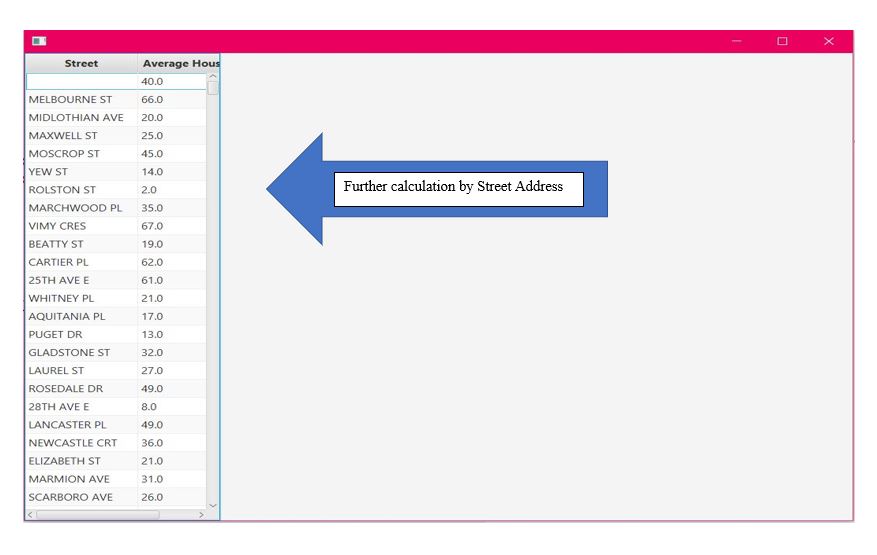 Street Average Hous
40.0
MELBOURNE ST 66.0
MIDLOTHIAN AVE 20.0
MAXWELL ST 25.0
MOSCROP ST 45.0
YEW ST 14.0
ROLSTON ST 2.0
MARCHWOOD PL 35.0
VIMY CRES 67.0
BEATTY ST 19.0
CARTIER PL 62.0
25TH AVE E 61.0
WHITNEY PL 21.0
AQUITANIA PL 17.0
PUGET DR 13.0
GLADSTONE ST 32.0
LAUREL ST 27.0
ROSEDALE DR 49.0
28TH AVE E 8.0
LANCASTER PL 49.0
NEWCASTLE CRT 36.0
ELIZABETH ST 21.0
MARMION AVE 31.0
SCARBORO AVE 26.0
Further calculation by Street Address